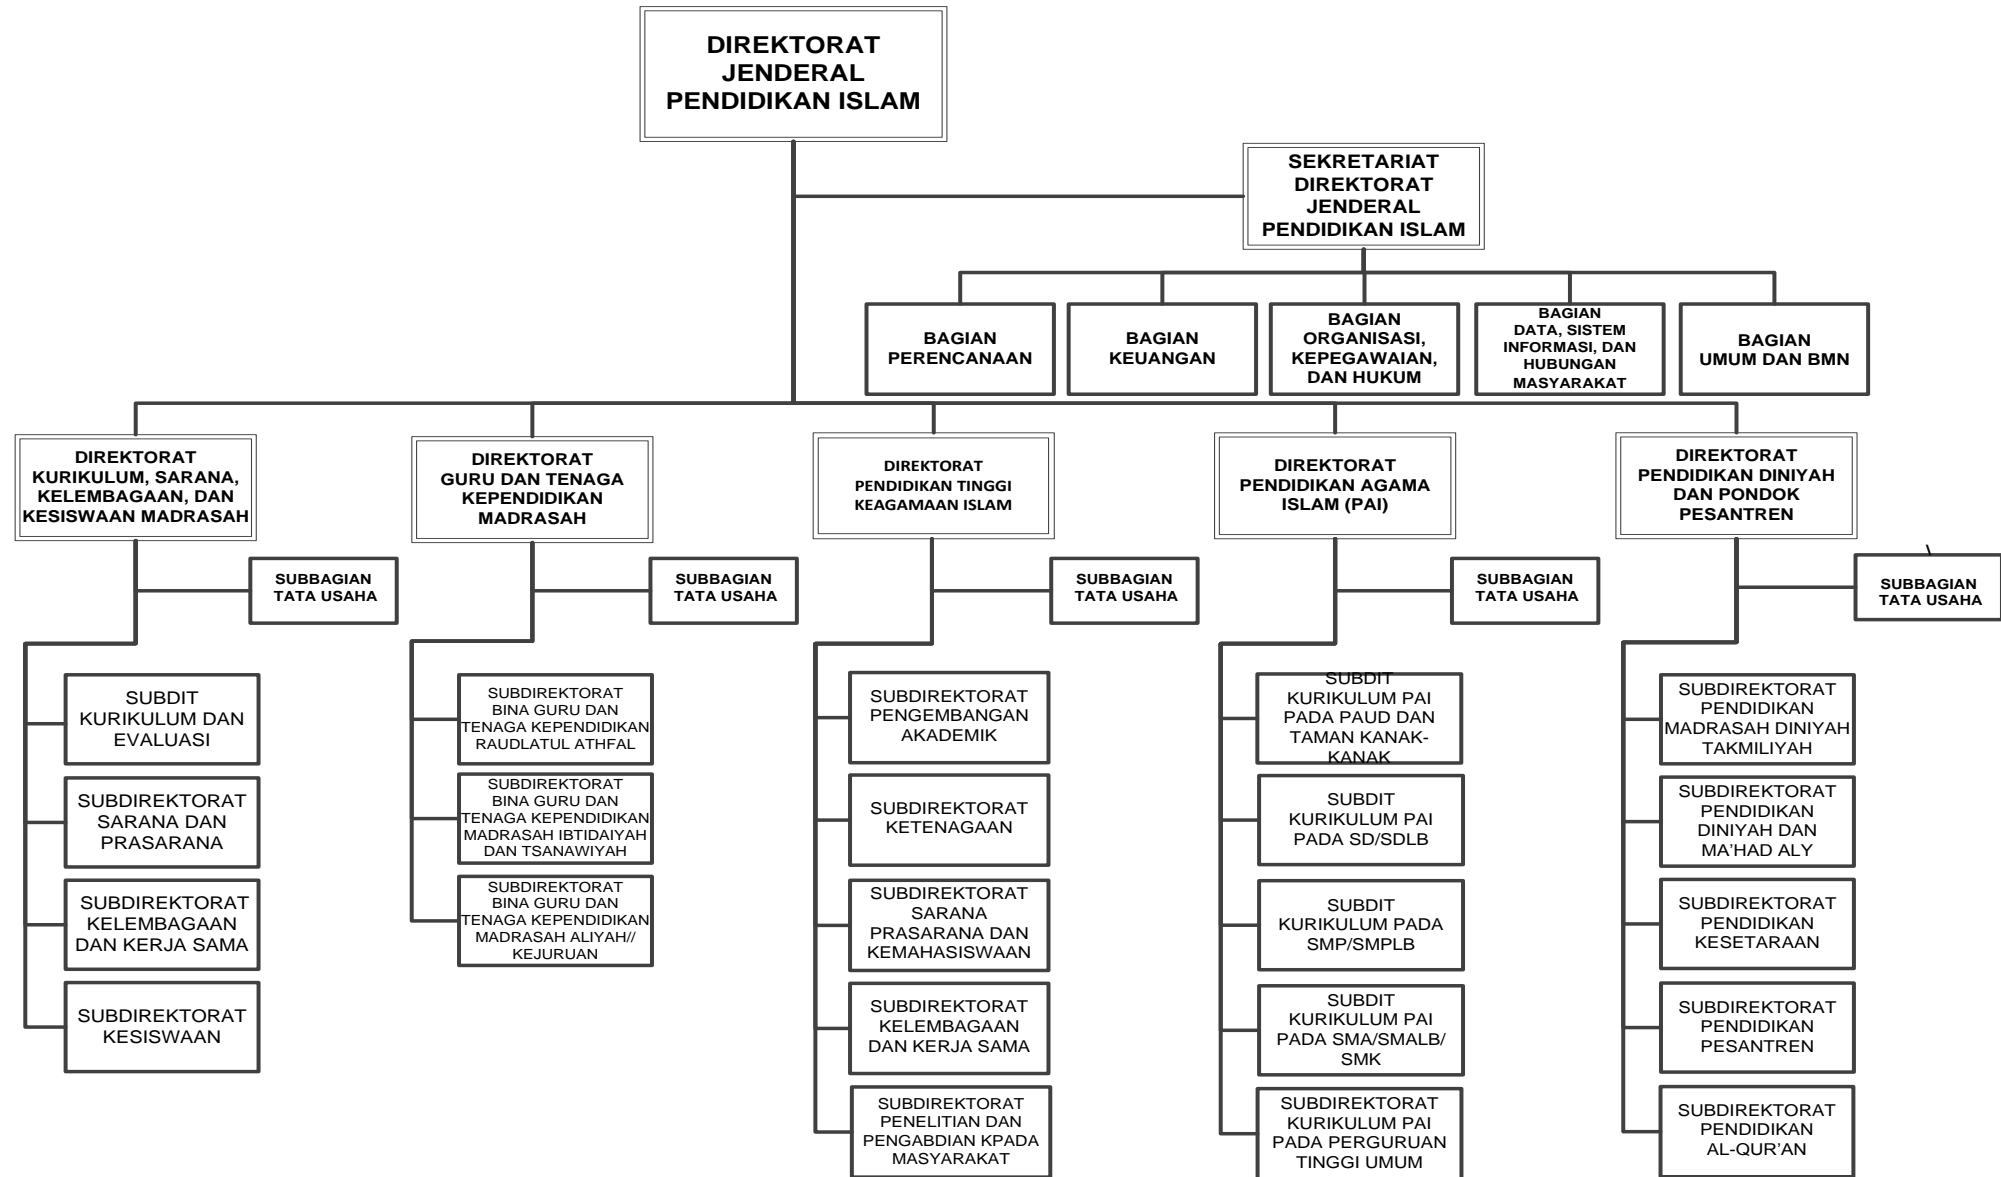 DIREKTORAT
JENDERAL
PENDIDIKAN ISLAM
SEKRETARIAT
DIREKTORAT
JENDERAL
PENDIDIKAN ISLAM
BAGIAN
PERENCANAAN
BAGIAN
KEUANGAN
BAGIAN
ORGANISASI,
KEPEGAWAIAN,
DAN HUKUM
BAGIAN
DATA, SISTEM
INFORMASI, DAN
HUBUNGAN
MASYARAKAT
BAGIAN
UMUM DAN BMN
DIREKTORAT
KURIKULUM, SARANA,
KELEMBAGAAN, DAN
KESISWAAN MADRASAH
DIREKTORAT
GURU DAN TENAGA
KEPENDIDIKAN
MADRASAH
DIREKTORAT
PENDIDIKAN TINGGI
KEAGAMAAN ISLAM
DIREKTORAT
PENDIDIKAN AGAMA
ISLAM (PAI)
DIREKTORAT
PENDIDIKAN DINIYAH
DAN PONDOK
PESANTREN
SUBBAGIAN
TATA USAHA
SUBBAGIAN
TATA USAHA
SUBBAGIAN
TATA USAHA
SUBBAGIAN
TATA USAHA
\
SUBBAGIAN
TATA USAHA
SUBDIT
KURIKULUM DAN
EVALUASI
SUBDIREKTORAT
SARANA DAN
PRASARANA
SUBDIREKTORAT
KELEMBAGAAN
DAN KERJA SAMA
SUBDIREKTORAT
KESISWAAN
SUBDIREKTORAT
BINA GURU DAN
TENAGA KEPENDIDIKAN
RAUDLATUL ATHFAL
SUBDIREKTORAT
BINA GURU DAN
TENAGA KEPENDIDIKAN
MADRASAH IBTIDAIYAH
DAN TSANAWIYAH
SUBDIREKTORAT
BINA GURU DAN
TENAGA KEPENDIDIKAN
MADRASAH ALIYAH//
KEJURUAN
SUBDIREKTORAT
PENGEMBANGAN
AKADEMIK
SUBDIREKTORAT
KETENAGAAN
SUBDIREKTORAT
SARANA
PRASARANA DAN
KEMAHASISWAAN
SUBDIREKTORAT
KELEMBAGAAN
DAN KERJA SAMA
SUBDIREKTORAT
PENELITIAN DAN
PENGABDIAN KPADA
MASYARAKAT
SUBDIT
KURIKULUM PAI
PADA PAUD DAN
TAMAN KANAK-
KANAK
SUBDIT
KURIKULUM PAI
PADA SD/SDLB
SUBDIT
KURIKULUM PADA
SMP/SMPLB
SUBDIT
KURIKULUM PAI
PADA SMA/SMALB/
SMK
SUBDIREKTORAT
KURIKULUM PAI
PADA PERGURUAN
TINGGI UMUM
SUBDIREKTORAT
PENDIDIKAN
MADRASAH DINIYAH
TAKMILIYAH
SUBDIREKTORAT
PENDIDIKAN
DINIYAH DAN
MA'HAD ALY
SUBDIREKTORAT
PENDIDIKAN
KESETARAAN
SUBDIREKTORAT
PENDIDIKAN
PESANTREN
SUBDIREKTORAT
PENDIDIKAN
AL-QUR'AN